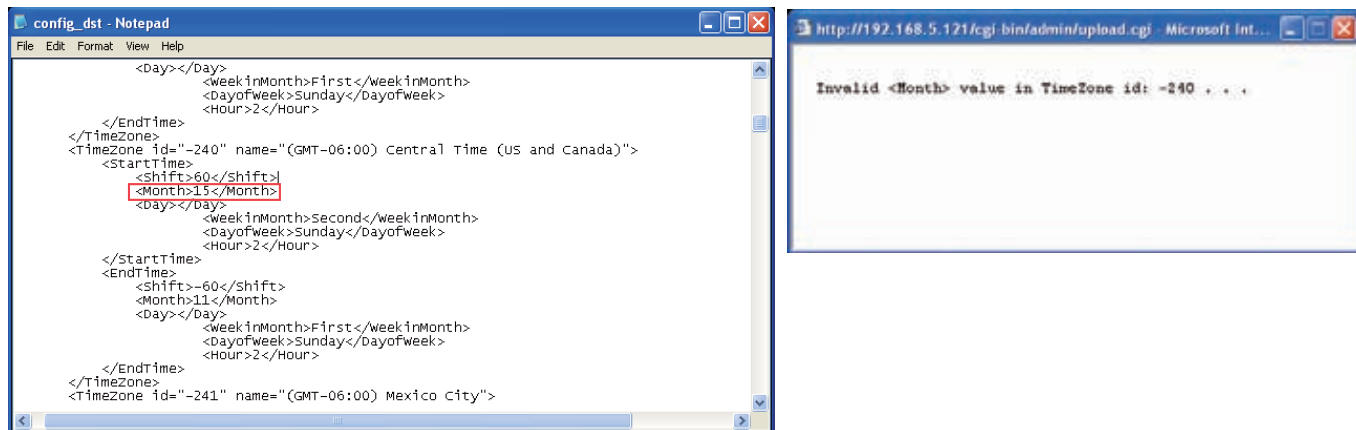 config_dst - Notepad
File Edit Format View Help
<Day></Day>
<WeekinMonth>First</WeekinMonth>
<DayofWeek>Sunday</DayofWeek>
<Hour>2</Hour>
</EndTime>
</TimeZone>
<TimeZone id="-240" name="(GMT-06:00) Central Time (US and Canada)">
<StartTime>
<Shift>60</Shift>
<Month>15</Month>
<Day></Day>
<WeekinMonth>Second</WeekinMonth>
<DayofWeek>Sunday</DayofWeek>
<Hour>2</Hour>
</StartTime>
<EndTime>
<Shift>-60</Shift>
<Month>11</Month>
<Day></Day>
<WeekinMonth>First</WeekinMonth>
<DayofWeek>Sunday</DayofWeek>
<Hour>2</Hour>
</EndTime>
</TimeZone>
<TimeZone id="-241" name="(GMT-06:00) Mexico City">
http://192.168.5.121/cgi-bin/admin/upload.cgi - Microsoft Int...
Invalid <Month> value in TimeZone id: -240 . . .